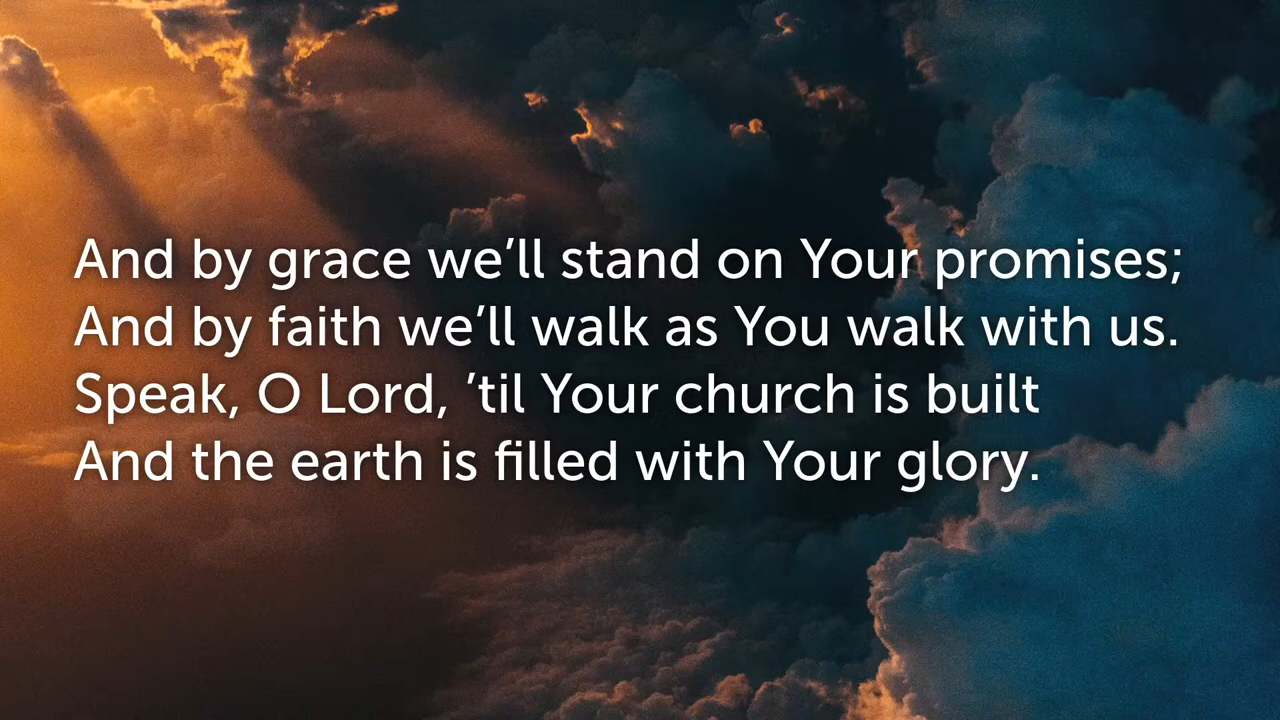 And by grace we’ll stand on Your promises;
And by faith we’ll walk as You walk with us.
Speak, O Lord, ’til Your church is built
And the earth is filled with Your glory.